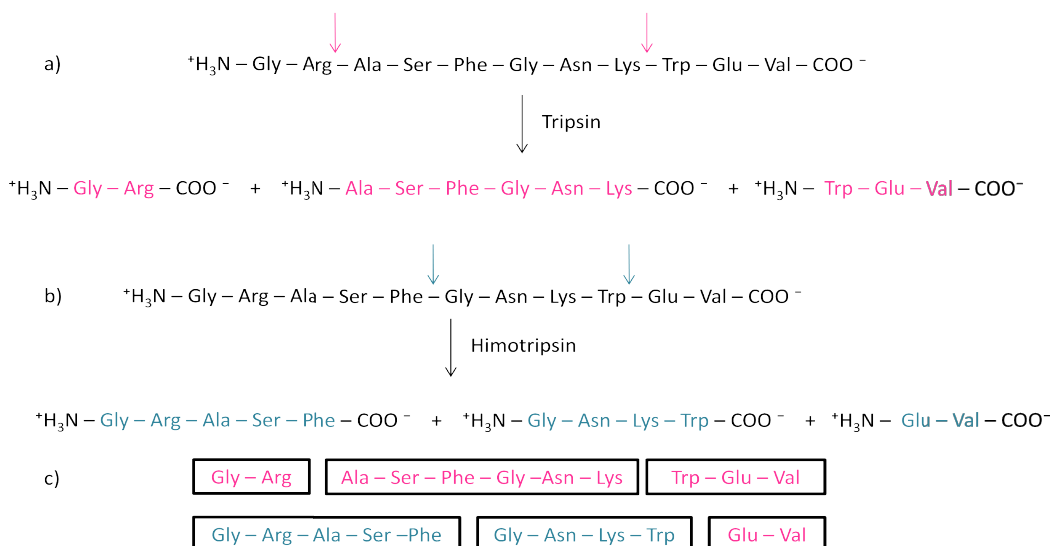 a) ⁺H₃N – Gly – Arg – Ala – Ser – Phe – Gly – Asn – Lys – Trp – Glu – Val – COO ⁻
Tripsin
⁺H₃N – Gly – Arg – COO ⁻ + ⁺H₃N – Ala – Ser – Phe – Gly – Asn – Lys – COO ⁻ + ⁺H₃N – Trp – Glu – Val – COO⁻
b) ⁺H₃N – Gly – Arg – Ala – Ser – Phe – Gly – Asn – Lys – Trp – Glu – Val – COO ⁻
Himotripsin
⁺H₃N – Gly – Arg – Ala – Ser – Phe – COO ⁻ + ⁺H₃N – Gly – Asn – Lys – Trp – COO ⁻ + ⁺H₃N – Glu – Val – COO⁻
c) Gly – Arg Ala – Ser – Phe – Gly –Asn – Lys Trp – Glu – Val
Gly – Arg – Ala – Ser –Phe Gly – Asn – Lys – Trp Glu – Val